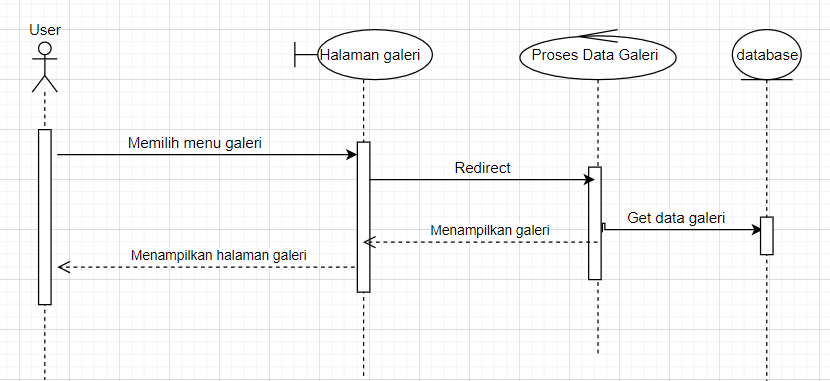 User
Halaman galeri
Proses Data Galeri
database
Memilih menu galeri
Redirect
Get data galeri
Menampilkan galeri
Menampilkan halaman galeri